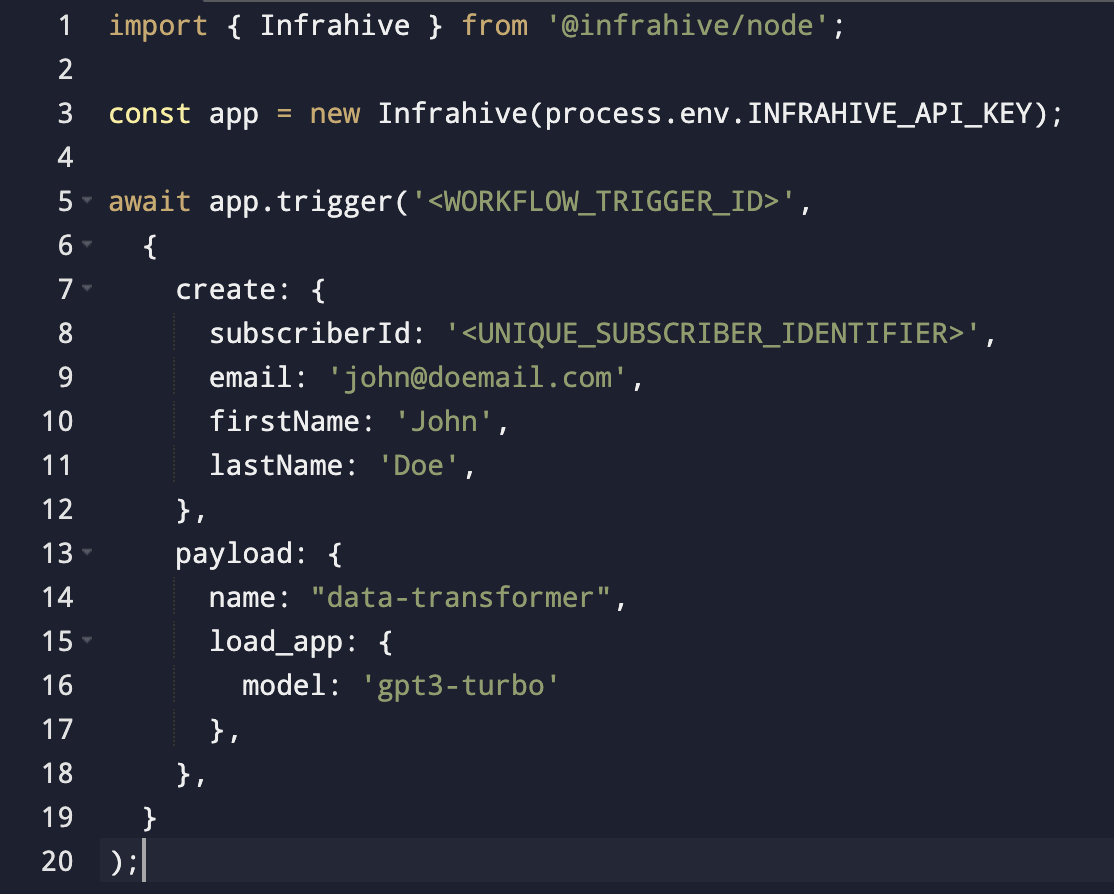 1 import { Infrahive } from '@infrahive/node';
2
3 const app = new Infrahive(process.env.INFRAHIVE_API_KEY);
4
5 await app.trigger('<WORKFLOW_TRIGGER_ID>',
6   {
7     create: {
8       subscriberId: '<UNIQUE_SUBSCRIBER_IDENTIFIER>',
9       email: 'john@doemail.com',
10       firstName: 'John',
11       lastName: 'Doe',
12     },
13     payload: {
14       name: "data-transformer",
15       load_app: {
16         model: 'gpt3-turbo'
17       },
18     },
19   }
20 );